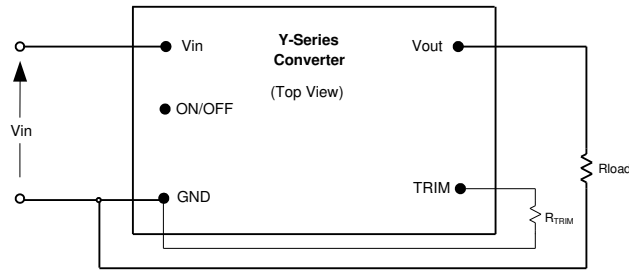 Y-Series
Converter
(Top View)
Vin
Vout
ON/OFF
Vin
GND
TRIM
Rload
RTRIM